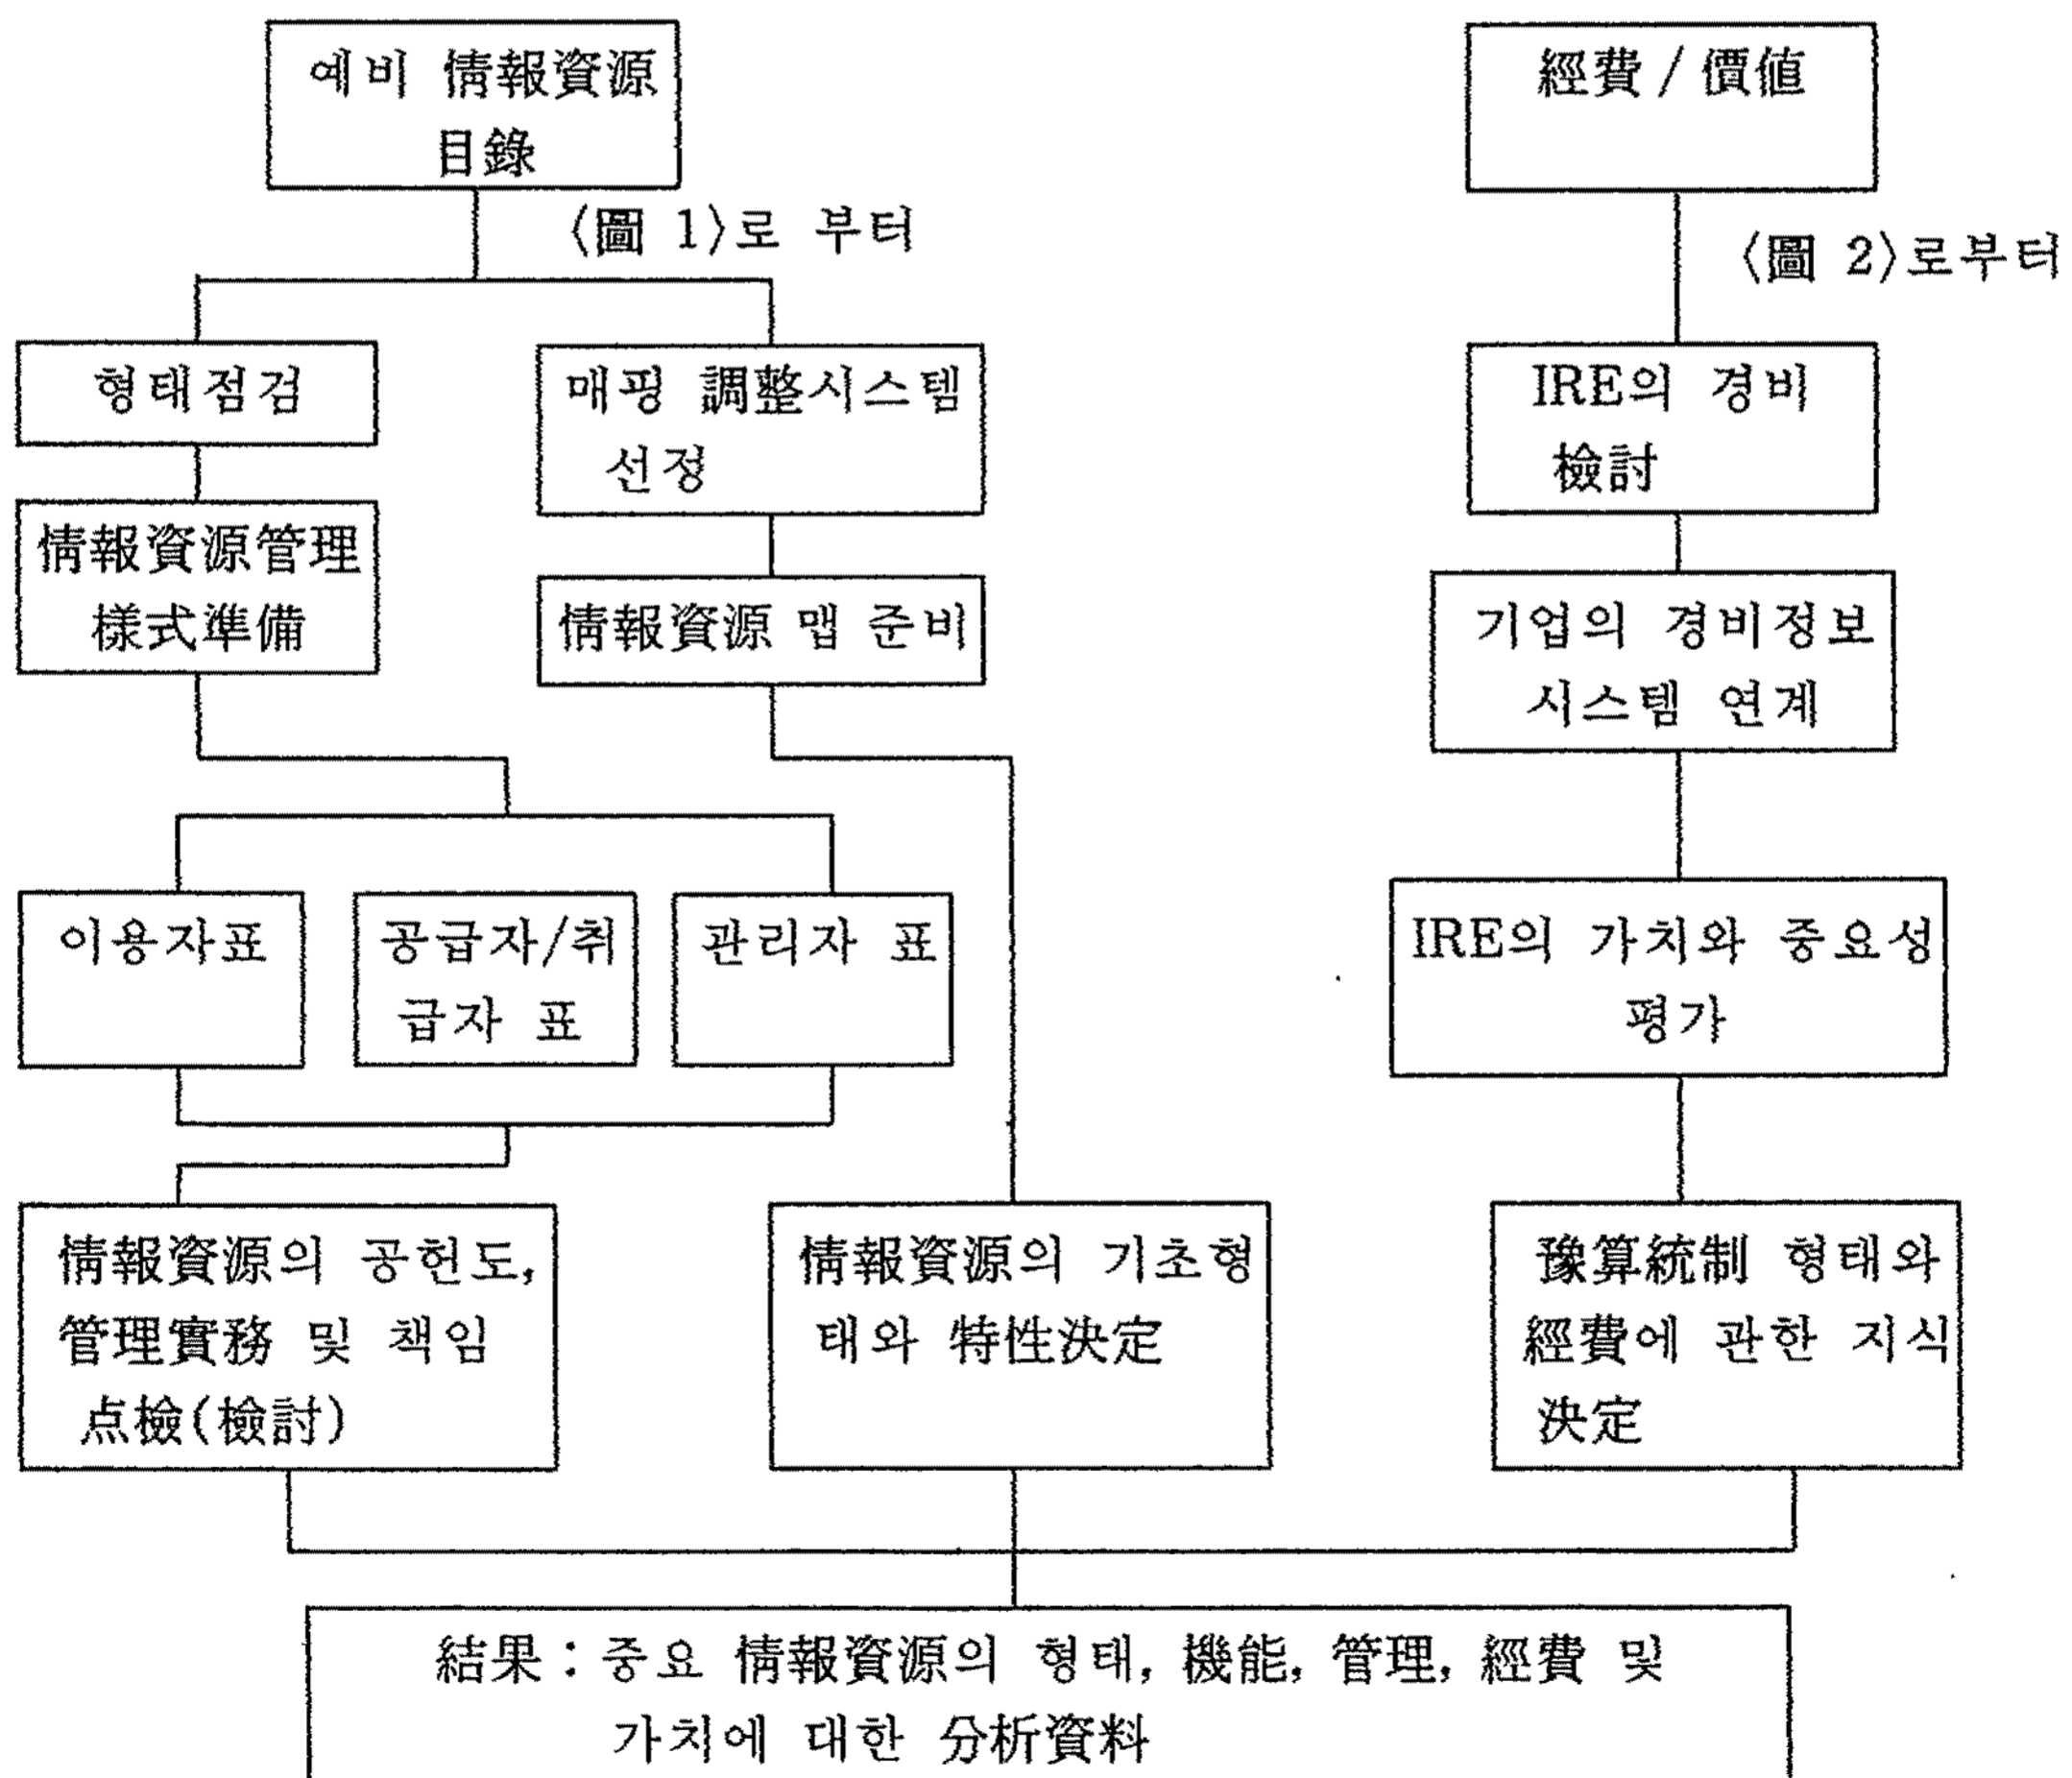 예비 情報資源
目錄
經費 / 價値
〈圖 1〉로 부터
〈圖 2〉로부터
형태점검
매핑 調整시스템
선정
IRE의 경비
檢討
情報資源管理
樣式準備
情報資源 맵 준비
기업의 경비정보
시스템 연계
이용자표
공급자/취
급자 표
관리자 표
IRE의 가치와 중요성
평가
情報資源의 공헌도,
管理實務 및 책임
点檢(檢討)
情報資源의 기초형
태와 特性決定
豫算統制 형태와
經費에 관한 지식
決定
結果 : 중요 情報資源의 형태, 機能, 管理, 經費 및
가치에 대한 分析資料